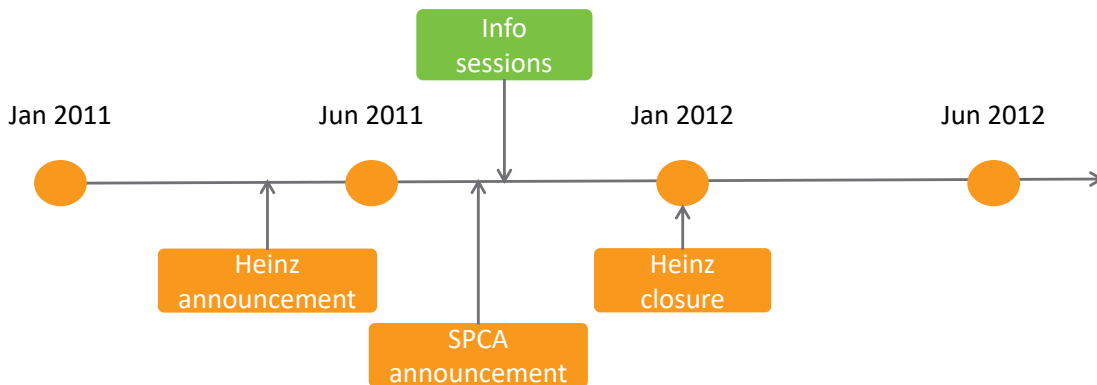 Info
sessions
Jan 2011
Jun 2011
Jan 2012
Jun 2012
Heinz
announcement
Heinz
closure
SPCA
announcement